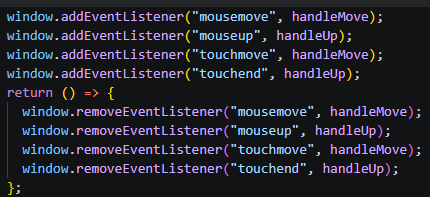 window.addEventListener("mousemove", handleMove);
window.addEventListener("mouseup", handleUp);
window.addEventListener("touchmove", handleMove);
window.addEventListener("touchend", handleUp);
return () => {
  window.removeEventListener("mousemove", handleMove);
  window.removeEventListener("mouseup", handleUp);
  window.removeEventListener("touchmove", handleMove);
  window.removeEventListener("touchend", handleUp);
};